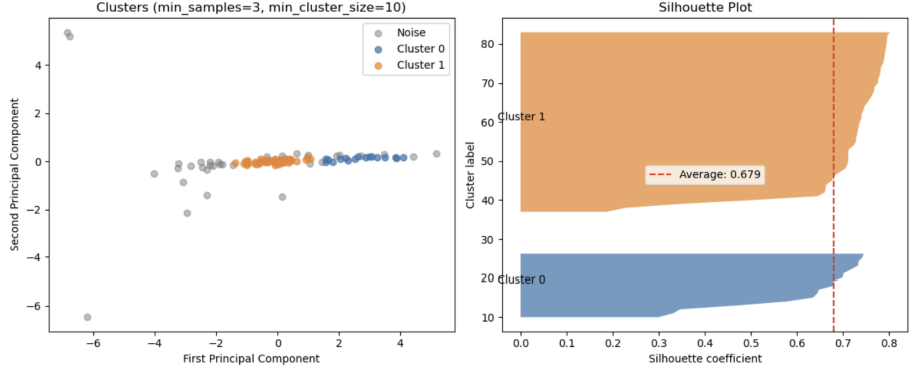 Clusters (min_samples=3, min_cluster_size=10)
Noise
Cluster 0
Cluster 1
4
2
0
−2
−4
−6
Second Principal Component
−6
−4
−2
0
2
4
First Principal Component
Silhouette Plot
80
70
60
50
40
30
20
10
Cluster label
Cluster 1
Average: 0.679
Cluster 0
0.0
0.1
0.2
0.3
0.4
0.5
0.6
0.7
0.8
Silhouette coefficient